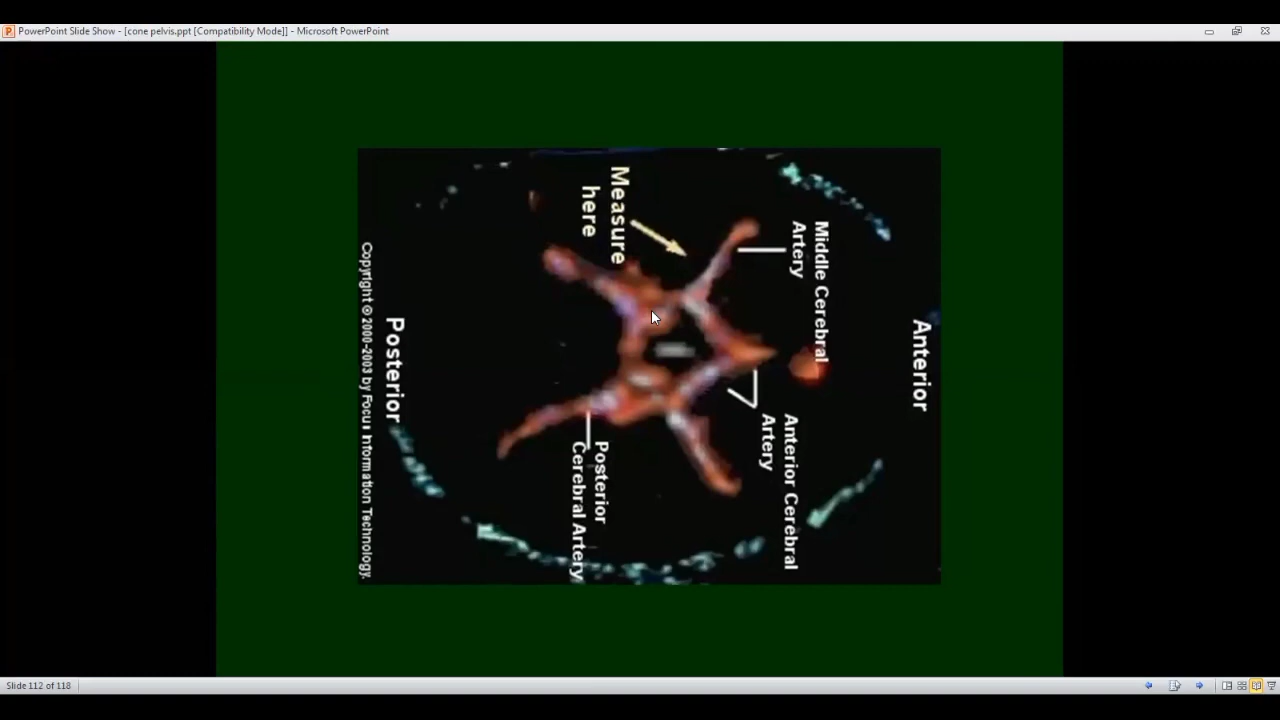 PowerPoint Slide Show - [cone pelvis.ppt [Compatibility Mode]] - Microsoft PowerPoint
Anterior
Middle Cerebral
Artery
Anterior Cerebral
Artery
Measure
here
Posterior
Cerebral Artery
Posterior
Copyright © 2000-2003 by Focus Information Technology.
Slide 112 of 118